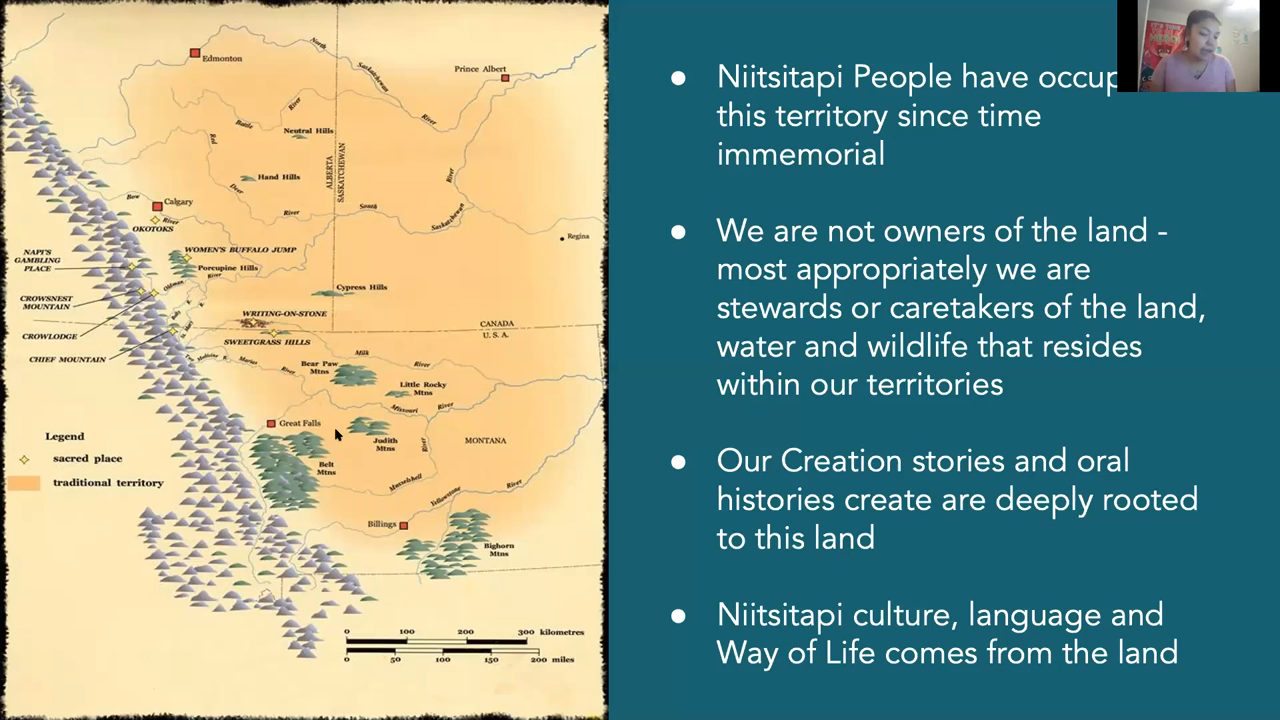 Edmonton
North
Saskatchewan
River
Prince Albert
Battle
River
Neutral Hills
Red
Deer
River
Hand Hills
ALBERTA
SASKATCHEWAN
River
South
Saskatchewan
Bow
River
Calgary
OKOTOKS
Regina
NAPI'S
GAMBLING
PLACE
WOMEN'S BUFFALO JUMP
Porcupine Hills
River
Oldman
CROWSNEST
MOUNTAIN
Cypress Hills
WRITING-ON-STONE
CROWLODGE
SWEETGRASS HILLS
CANADA
U. S. A.
CHIEF MOUNTAIN
Medicine R.
Marias
River
Milk
River
Bear Paw
Mtns
Little Rocky
Mtns
Missouri
River
Great Falls
Judith
Mtns
River
MONTANA
Belt
Mtns
Musselshell
Yellowstone
River
Billings
Bighorn
Mtns
Legend
sacred place
traditional territory
0 100 200 300 kilometres
0 50 100 150 200 miles
● Niitsitapi People have occup
this territory since time
immemorial
● We are not owners of the land -
most appropriately we are
stewards or caretakers of the land,
water and wildlife that resides
within our territories
● Our Creation stories and oral
histories create are deeply rooted
to this land
● Niitsitapi culture, language and
Way of Life comes from the land